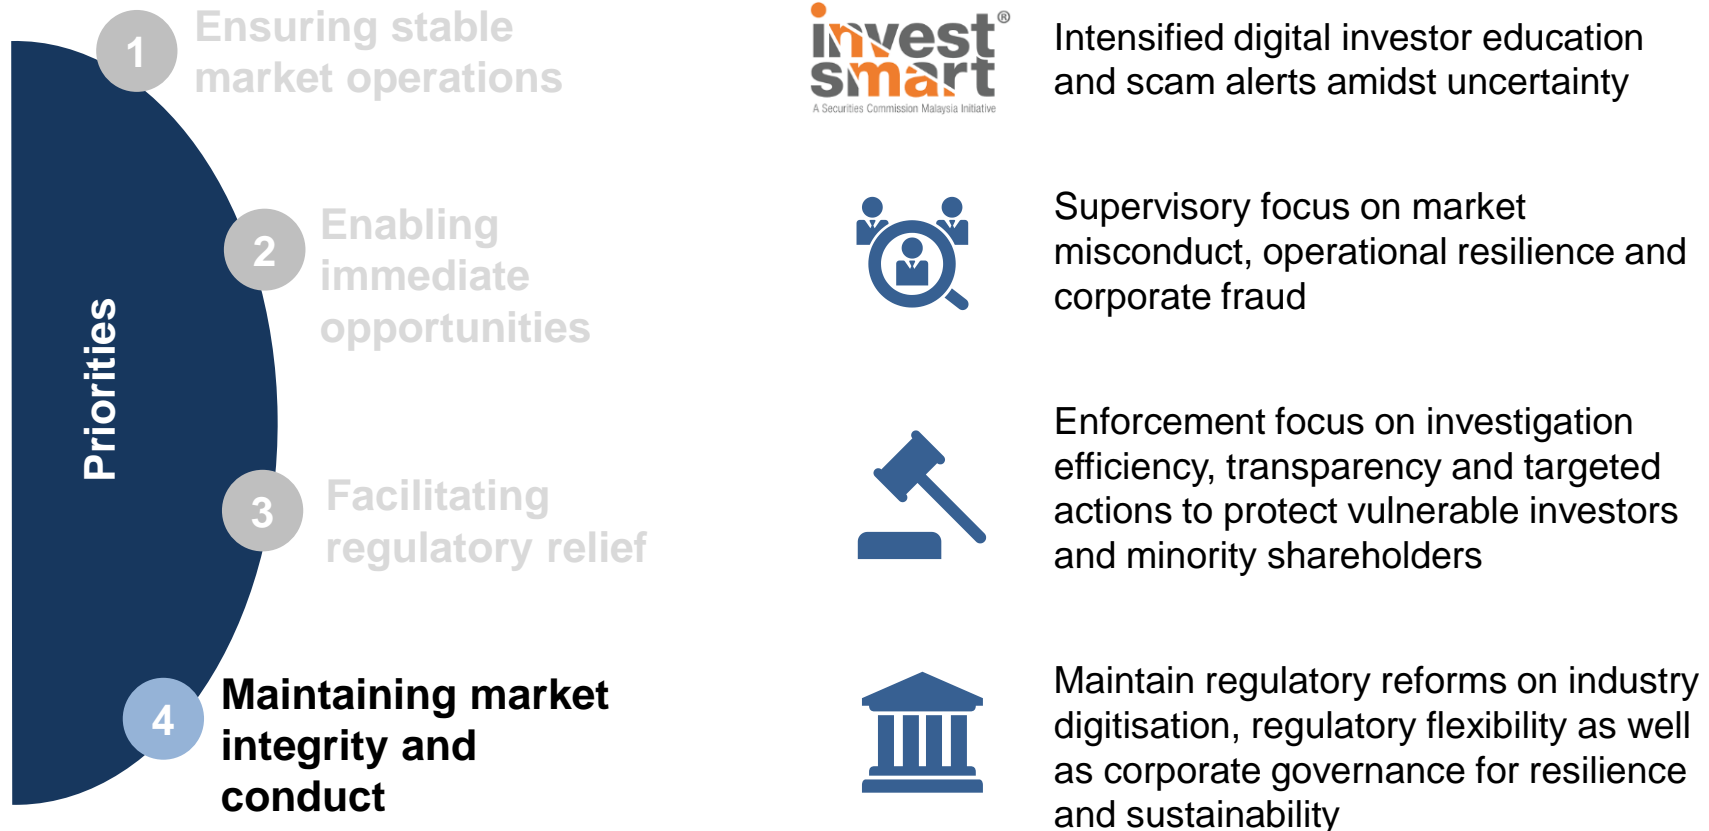 Priorities
1
Ensuring stable
market operations
2
Enabling
immediate
opportunities
3
Facilitating
regulatory relief
4
Maintaining market
integrity and
conduct
invest®
smart
A Securities Commission Malaysia Initiative
Intensified digital investor education
and scam alerts amidst uncertainty
Supervisory focus on market
misconduct, operational resilience and
corporate fraud
Enforcement focus on investigation
efficiency, transparency and targeted
actions to protect vulnerable investors
and minority shareholders
Maintain regulatory reforms on industry
digitisation, regulatory flexibility as well
as corporate governance for resilience
and sustainability